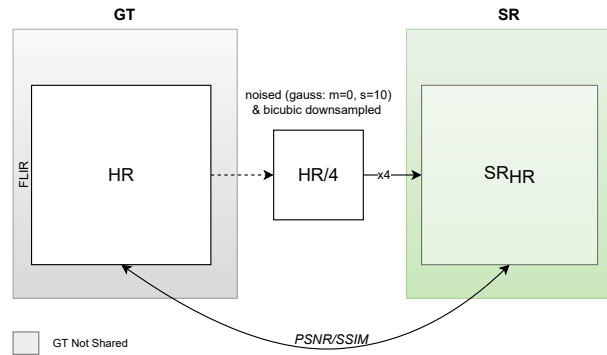 GT
SR
noised (gauss: m=0, s=10)
& bicubic downsampled
FLIR
HR
HR/4
x4
SRHR
PSNR/SSIM
GT Not Shared